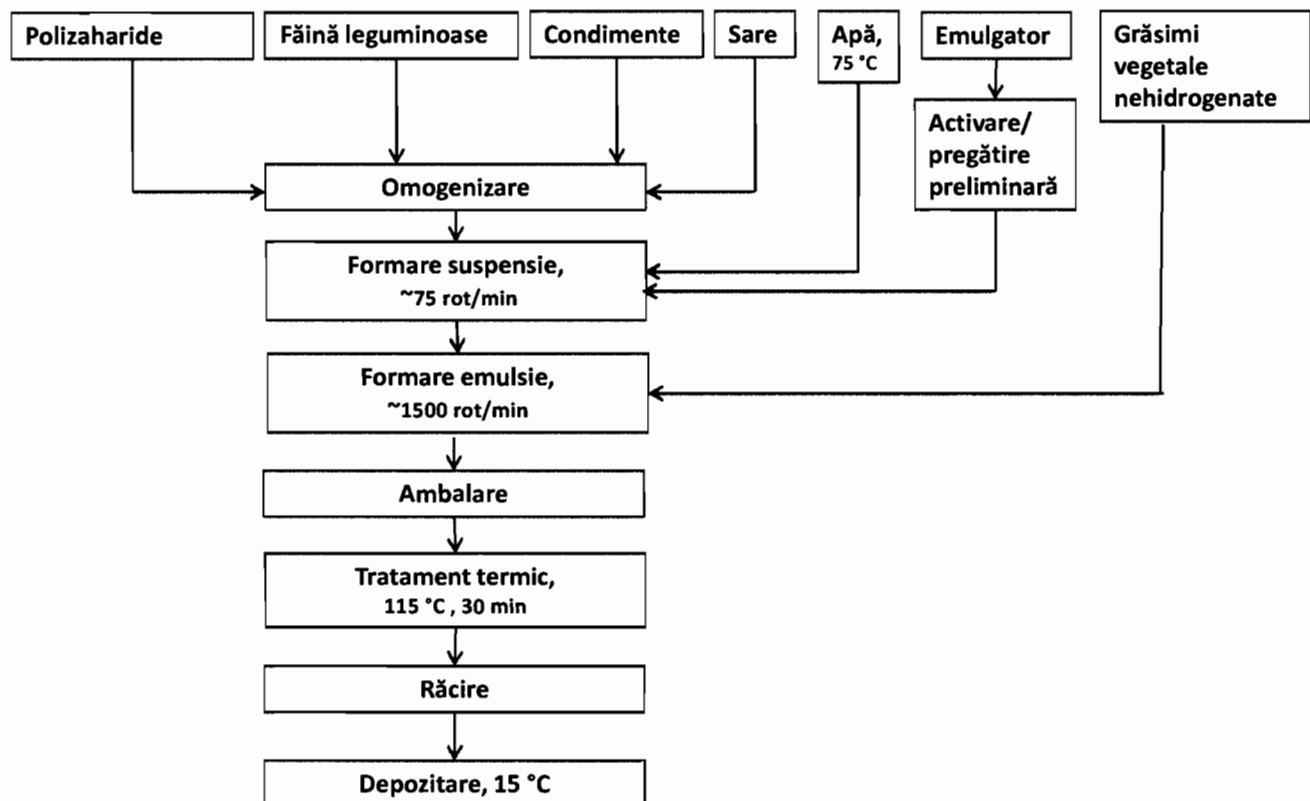 Polizaharide
Făină leguminoase
Condimente
Sare
Apă,
75 °C
Emulgator
Grăsimi
vegetale
nehidrogenate
Activare/
pregătire
preliminară
Omogenizare
Formare suspensie,
~75 rot/min
Formare emulsie,
~1500 rot/min
Ambalare
Tratament termic,
115 °C , 30 min
Răcire
Depozitare, 15 °C